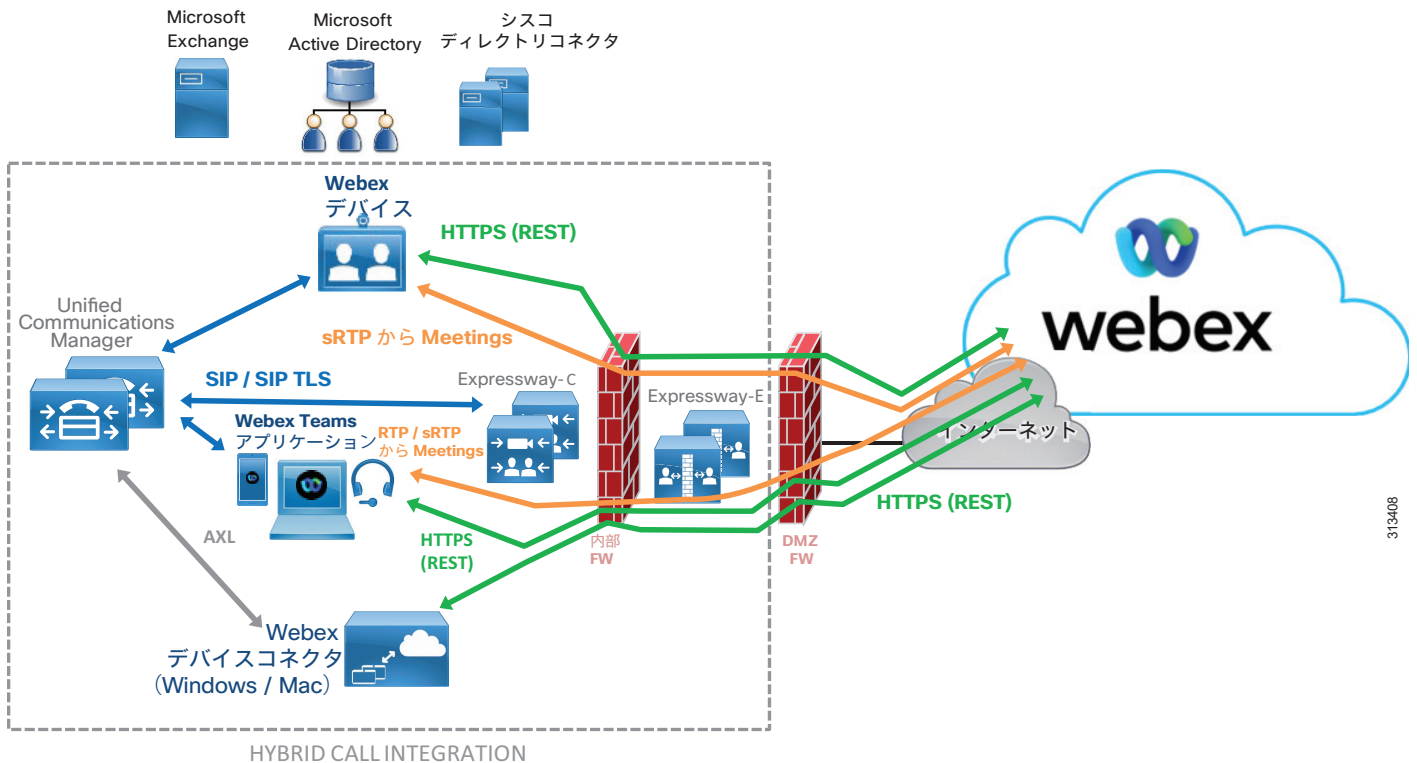 Microsoft
Exchange
Microsoft
Active Directory
シスコ
ディレクトリコネクタ
Webex
デバイス
HTTPS (REST)
Unified
Communications
Manager
sRTP から Meetings
webex
SIP / SIP TLS
Expressway-C
Expressway-E
Webex Teams
アプリケーション
RTP / sRTP
から Meetings
インターネット
HTTPS (REST)
AXL
HTTPS
(REST)
内部
FW
DMZ
FW
Webex
デバイスコネクタ
（Windows / Mac）
HYBRID CALL INTEGRATION
313408